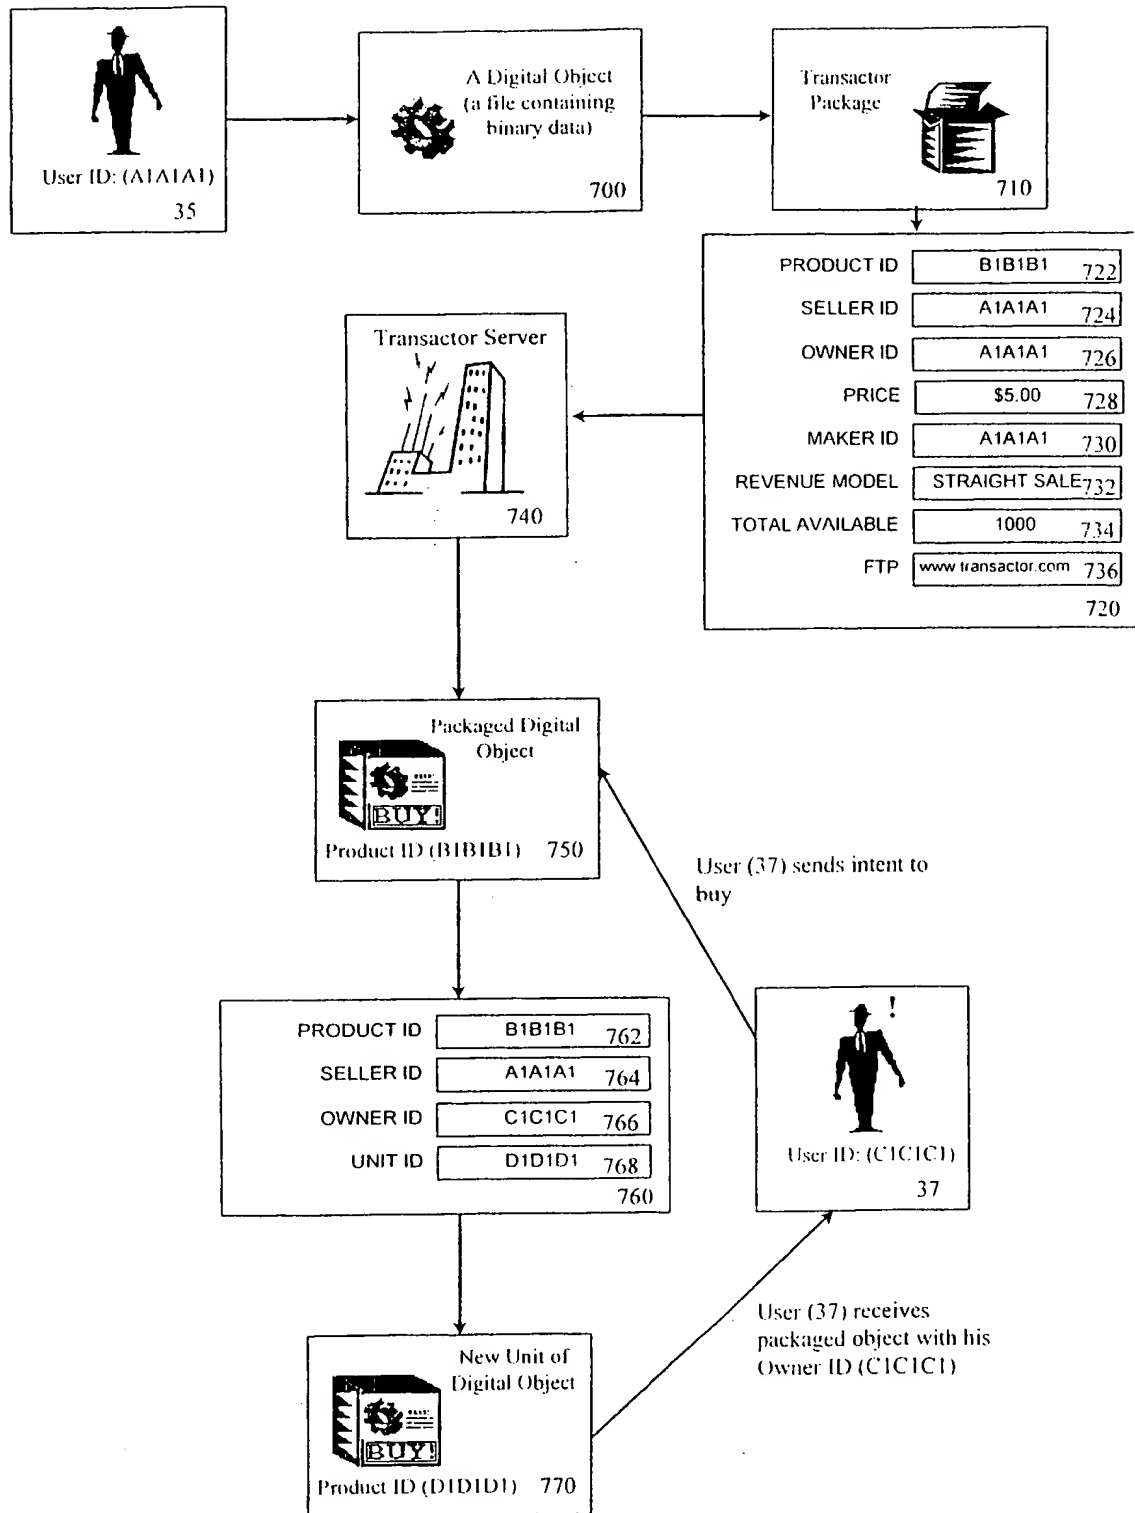 User ID: (A1A1A1)
35
A Digital Object
(a file containing
binary data)
700
Transactor
Package
710
PRODUCT ID B1B1B1 722
SELLER ID A1A1A1 724
OWNER ID A1A1A1 726
PRICE $5.00 728
MAKER ID A1A1A1 730
REVENUE MODEL STRAIGHT SALE 732
TOTAL AVAILABLE 1000 734
FTP www.transactor.com 736
720
Transactor Server
740
Packaged Digital
Object
BUY!
Product ID (B1B1B1) 750
User (37) sends intent to
buy
PRODUCT ID B1B1B1 762
SELLER ID A1A1A1 764
OWNER ID C1C1C1 766
UNIT ID D1D1D1 768
760
!
User ID: (C1C1C1)
37
User (37) receives
packaged object with his
Owner ID (C1C1C1)
New Unit of
Digital Object
BUY!
Product ID (D1D1D1) 770